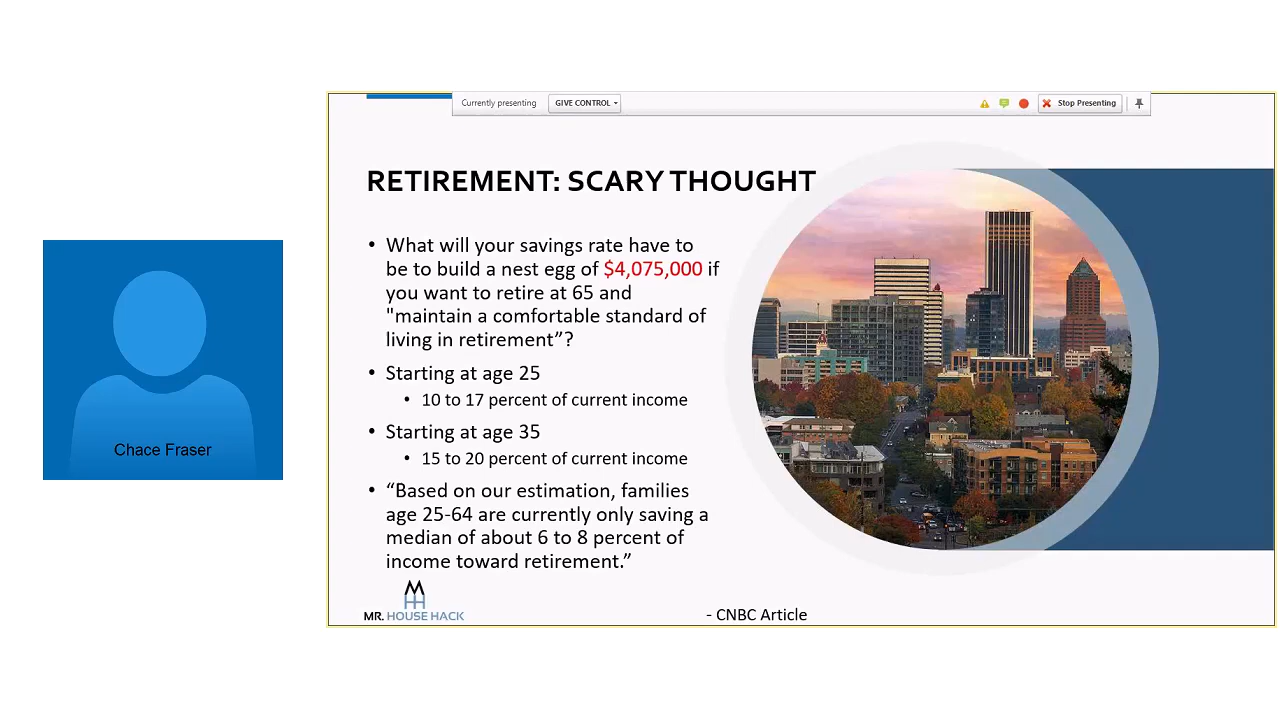 Currently presenting
GIVE CONTROL
Stop Presenting
RETIREMENT: SCARY THOUGHT
• What will your savings rate have to
be to build a nest egg of $4,075,000 if
you want to retire at 65 and
"maintain a comfortable standard of
living in retirement”?
• Starting at age 25
• 10 to 17 percent of current income
• Starting at age 35
• 15 to 20 percent of current income
• “Based on our estimation, families
age 25-64 are currently only saving a
median of about 6 to 8 percent of
income toward retirement.”
MR. HOUSE HACK
- CNBC Article
Chace Fraser